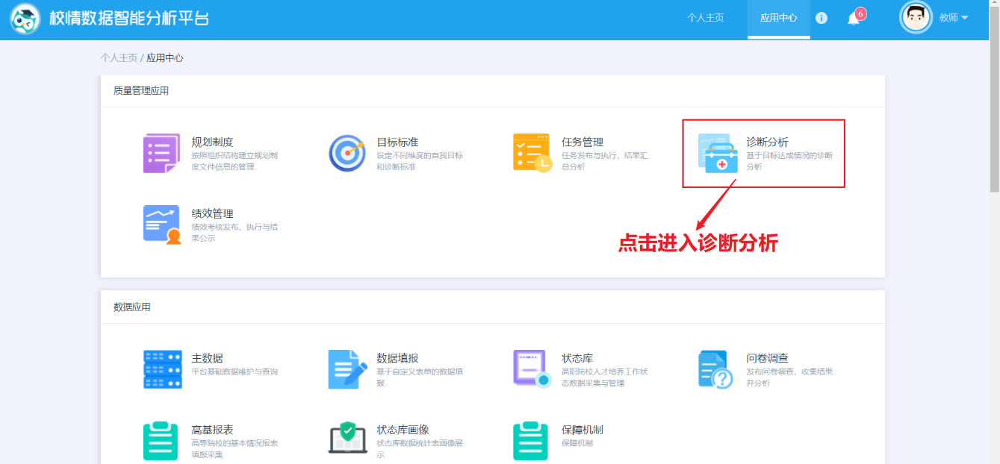 校情数据智能分析平台
个人主页
应用中心
6
教师
个人主页 / 应用中心
质量管理应用
规划制度
按照组织结构建立规划制
度文件信息的管理
目标标准
设定不同维度的自我目标
和诊断标准
任务管理
任务发布与执行，结果汇
总分析
诊断分析
基于目标达成情况的诊断
分析
绩效管理
绩效考核发布、执行与结
果公示
点击进入诊断分析
数据应用
主数据
平台基础数据维护与查询
数据填报
基于自定义表单的数据填
报
状态库
高职院校人才培养工作状
态数据采集与管理
问卷调查
发布问卷调查，收集结果
并分析
高基报表
高等院校的基本情况报表
填报采集
状态库画像
状态库数据统计表画像展
示
保障机制
保障机制